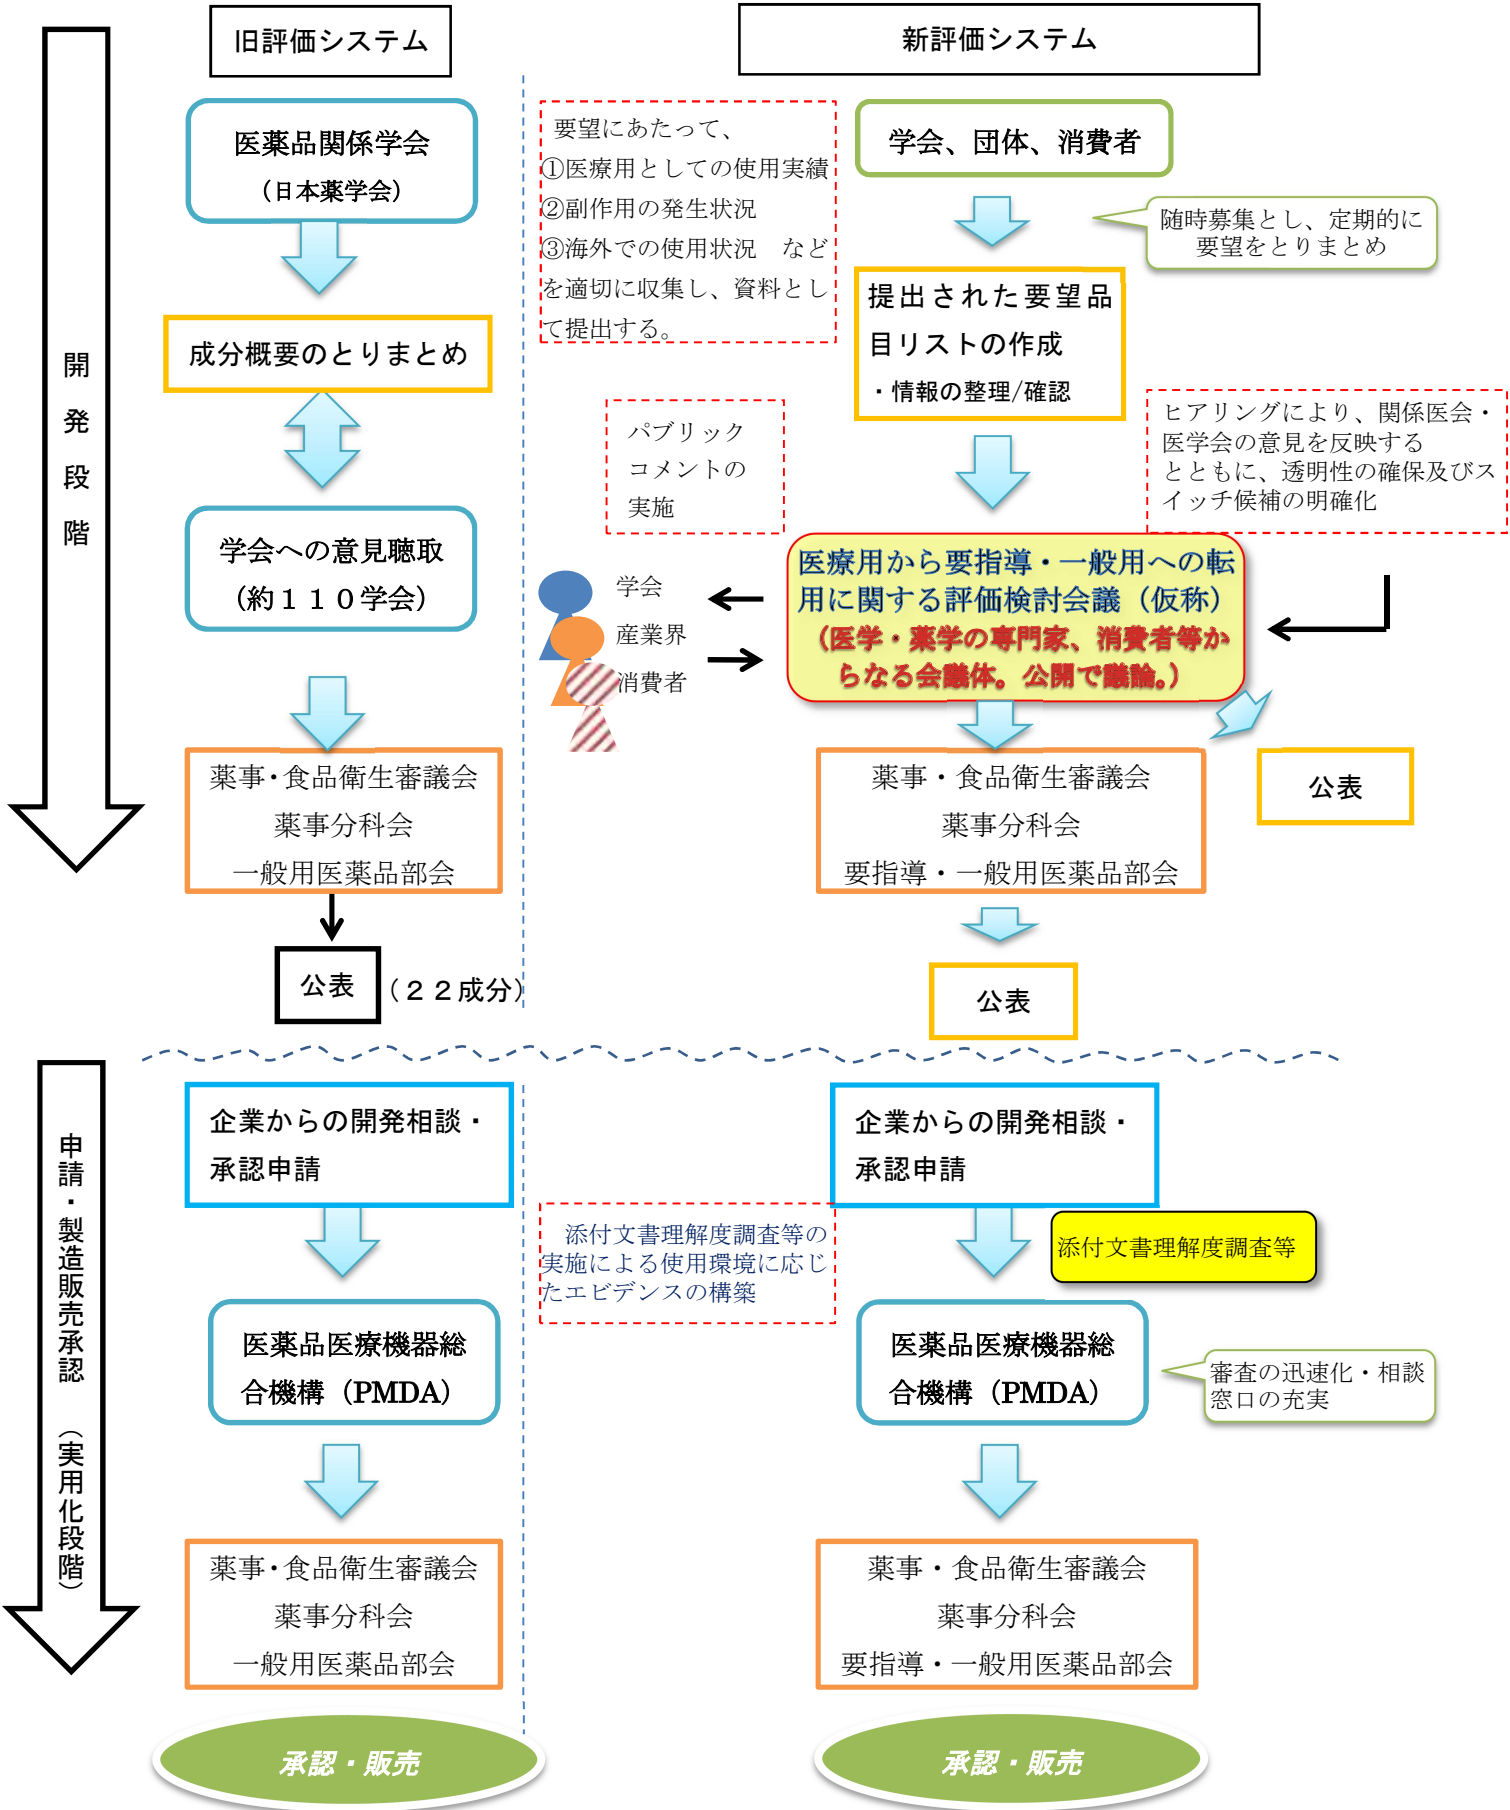 旧評価システム
新評価システム
開発段階
医薬品関係学会
（日本薬学会）
成分概要のとりまとめ
学会への意見聴取
（約１１０学会）
薬事・食品衛生審議会
薬事分科会
一般用医薬品部会
公表
（２２成分）
要望にあたって、
①医療用としての使用実績
②副作用の発生状況
③海外での使用状況　など
を適切に収集し、資料とし
て提出する。
学会、団体、消費者
随時募集とし、定期的に
要望をとりまとめ
提出された要望品
目リストの作成
・情報の整理/確認
パブリック
コメントの
実施
ヒアリングにより、関係医会・
医学会の意見を反映する
とともに、透明性の確保及びス
イッチ候補の明確化
学会
産業界
消費者
医療用から要指導・一般用への転
用に関する評価検討会議（仮称）
（医学・薬学の専門家、消費者等か
らなる会議体。公開で議論。）
薬事・食品衛生審議会
薬事分科会
要指導・一般用医薬品部会
公表
公表
申請・製造販売承認　（実用化段階）
企業からの開発相談・
承認申請
医薬品医療機器総
合機構（PMDA）
薬事・食品衛生審議会
薬事分科会
一般用医薬品部会
承認・販売
添付文書理解度調査等の
実施による使用環境に応じ
たエビデンスの構築
企業からの開発相談・
承認申請
添付文書理解度調査等
医薬品医療機器総
合機構（PMDA）
審査の迅速化・相談
窓口の充実
薬事・食品衛生審議会
薬事分科会
要指導・一般用医薬品部会
承認・販売